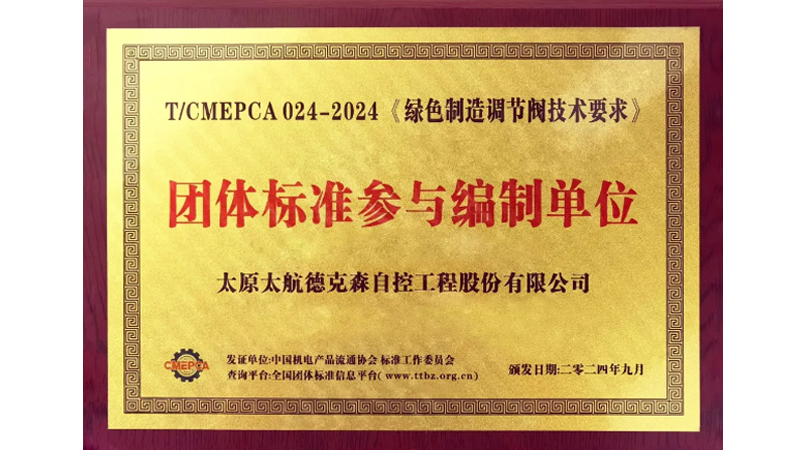 T/CMEPCA 024-2024《绿色制造调节阀技术要求》
团体标准参与编制单位
太原太航德克森自控工程股份有限公司
CMEPCA
发证单位:中国机电产品流通协会 标准工作委员会
查询平台:全国团体标准信息平台( www.ttbz.org.cn)
颁发日期:二零二四年九月